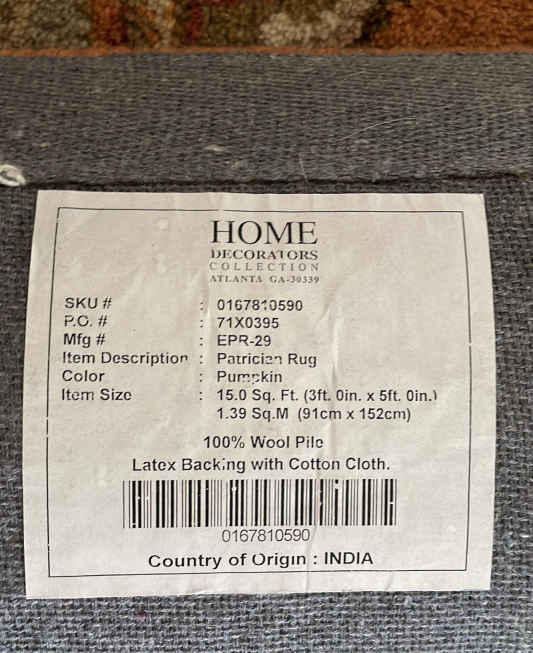 HOME
DECORATORS
COLLECTION
ATLANTA GA-30339
SKU # : 0167810590
P.O. # : 71X0395
Mfg # : EPR-29
Item Description : Patrician Rug
Color : Pumpkin
Item Size : 15.0 Sq. Ft. (3ft. 0in. x 5ft. 0in.)
1.39 Sq.M (91cm x 152cm)
100% Wool Pile
Latex Backing with Cotton Cloth.
0167810590
Country of Origin : INDIA